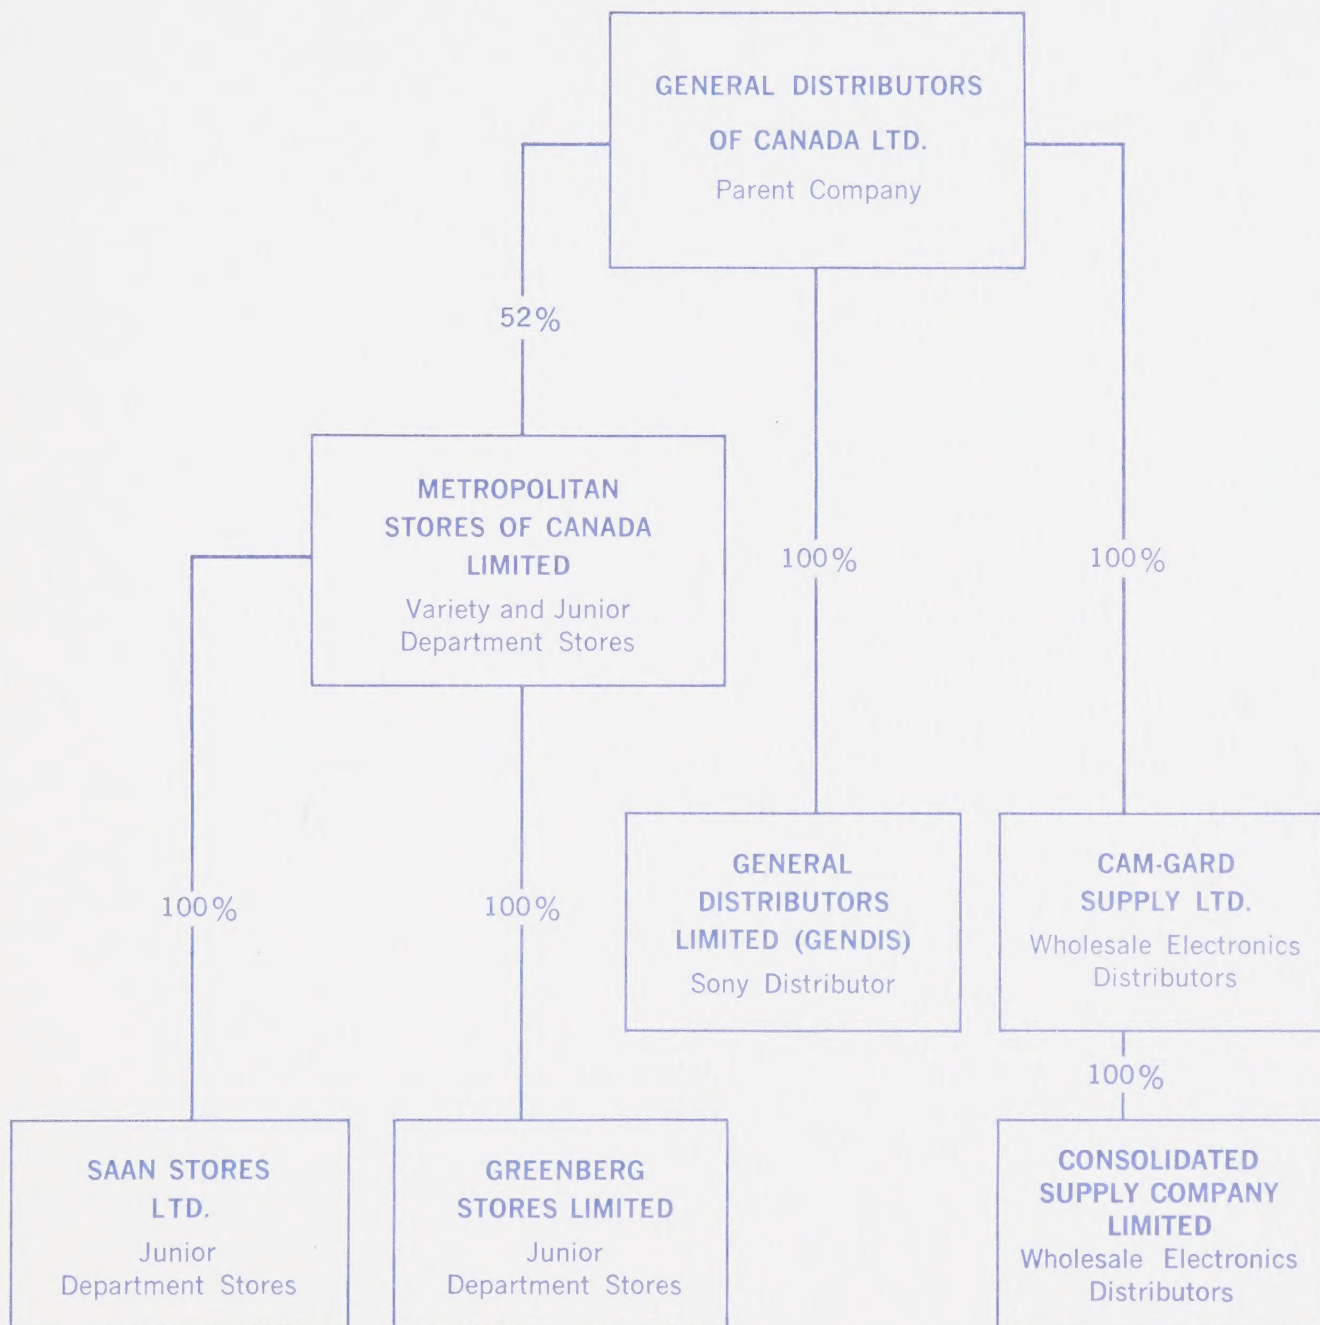 GENERAL DISTRIBUTORS
OF CANADA LTD.
Parent Company
52%
METROPOLITAN
STORES OF CANADA
LIMITED
Variety and Junior
Department Stores
100%
100%
GENERAL
DISTRIBUTORS
LIMITED (GENDIS)
Sony Distributor
CAM-GARD
SUPPLY LTD.
Wholesale Electronics
Distributors
100%
100%
100%
SAAN STORES
LTD.
Junior
Department Stores
GREENBERG
STORES LIMITED
Junior
Department Stores
CONSOLIDATED
SUPPLY COMPANY
LIMITED
Wholesale Electronics
Distributors